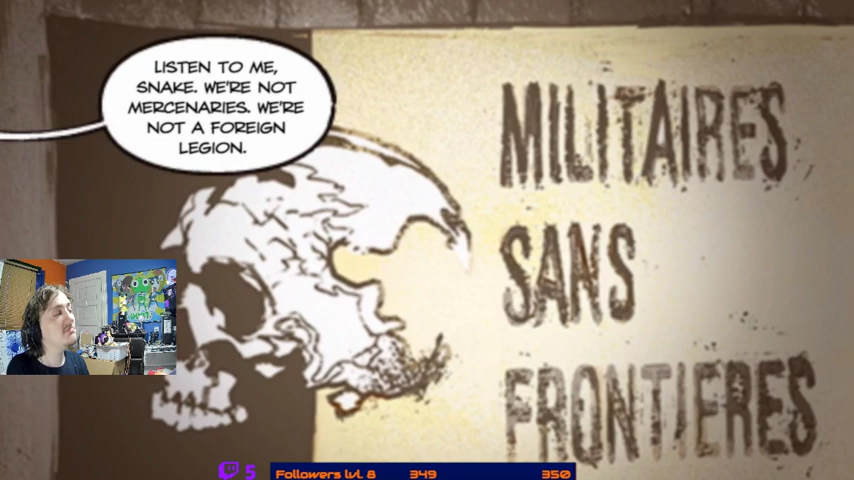 LISTEN TO ME,
SNAKE. WE'RE NOT
MERCENARIES. WE'RE
NOT A FOREIGN
LEGION.
MILITAIRES
SANS
FRONTIERES
5
Followers lvl. 8 349 350